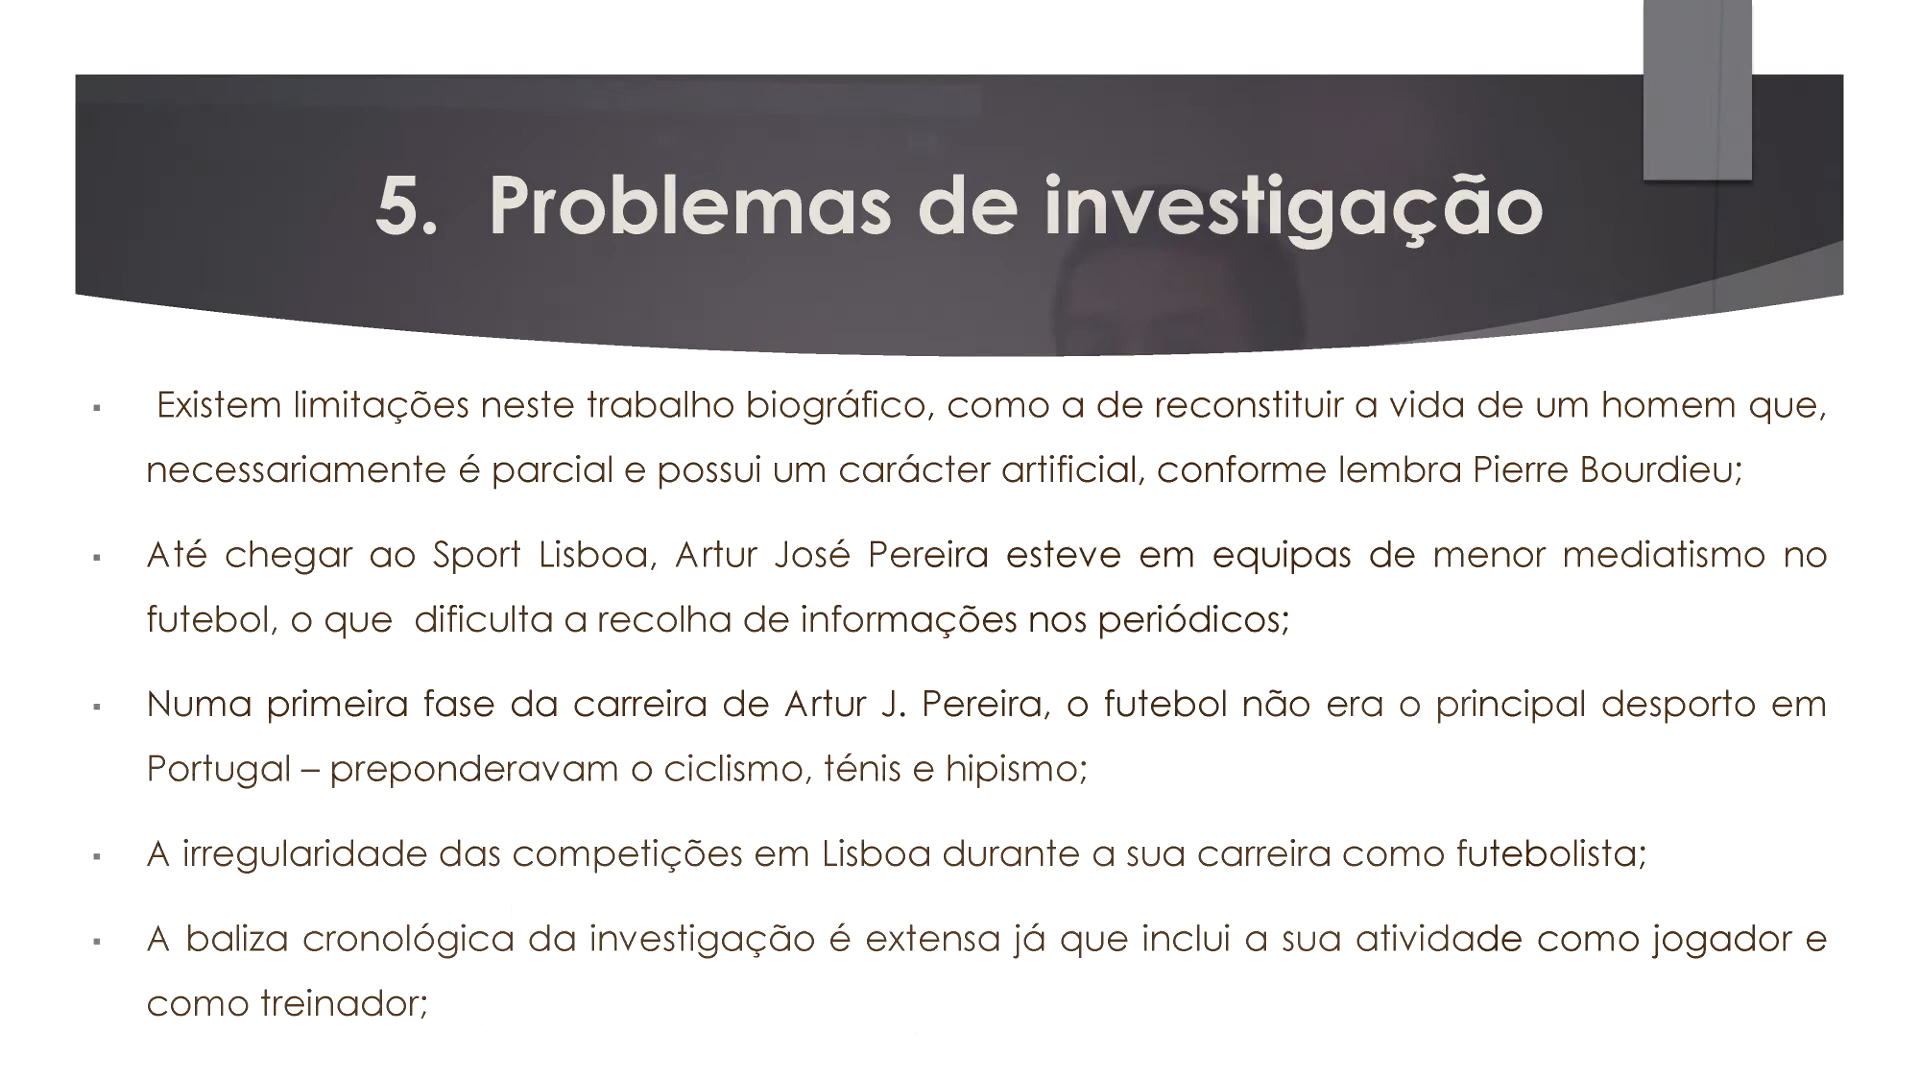 5. Problemas de investigação
▪ Existem limitações neste trabalho biográfico, como a de reconstituir a vida de um homem que,
necessariamente é parcial e possui um carácter artificial, conforme lembra Pierre Bourdieu;
▪ Até chegar ao Sport Lisboa, Artur José Pereira esteve em equipas de menor mediatismo no
futebol, o que dificulta a recolha de informações nos periódicos;
▪ Numa primeira fase da carreira de Artur J. Pereira, o futebol não era o principal desporto em
Portugal – preponderavam o ciclismo, ténis e hipismo;
▪ A irregularidade das competições em Lisboa durante a sua carreira como futebolista;
▪ A baliza cronológica da investigação é extensa já que inclui a sua atividade como jogador e
como treinador;